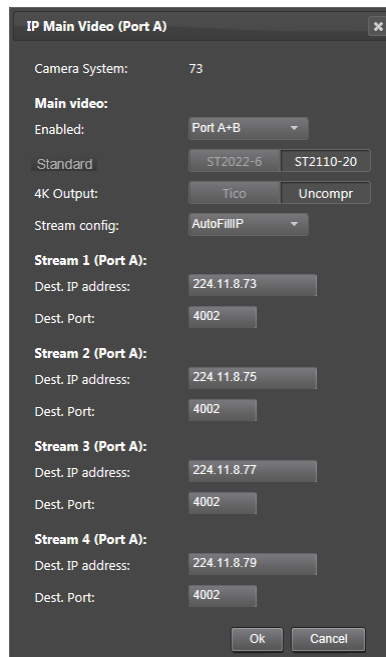 IP Main Video (Port A)
Camera System: 73
Main video:
Enabled: Port A+B
Standard ST2022-6 ST2110-20
4K Output: Tico Uncompr
Stream config: AutoFillIP
Stream 1 (Port A):
Dest. IP address: 224.11.8.73
Dest. Port: 4002
Stream 2 (Port A):
Dest. IP address: 224.11.8.75
Dest. Port: 4002
Stream 3 (Port A):
Dest. IP address: 224.11.8.77
Dest. Port: 4002
Stream 4 (Port A):
Dest. IP address: 224.11.8.79
Dest. Port: 4002
Ok Cancel